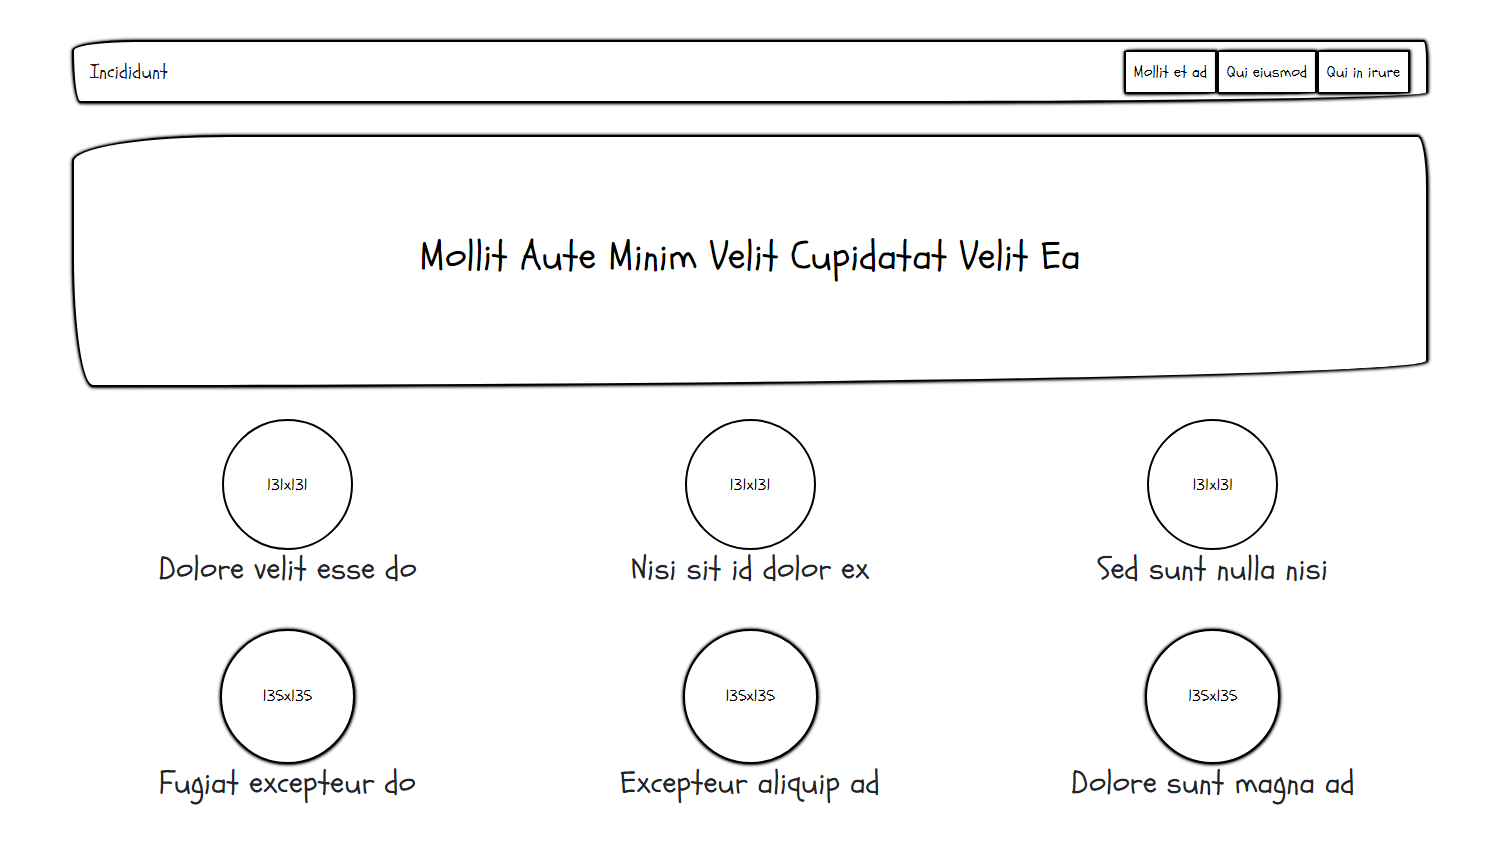 Incididunt
Mollit et ad
Qui eiusmod
Qui in irure
Mollit Aute Minim Velit Cupidatat Velit Ea
131x131
131x131
131x131
Dolore velit esse do
Nisi sit id dolor ex
Sed sunt nulla nisi
135x135
135x135
135x135
Fugiat excepteur do
Excepteur aliquip ad
Dolore sunt magna ad